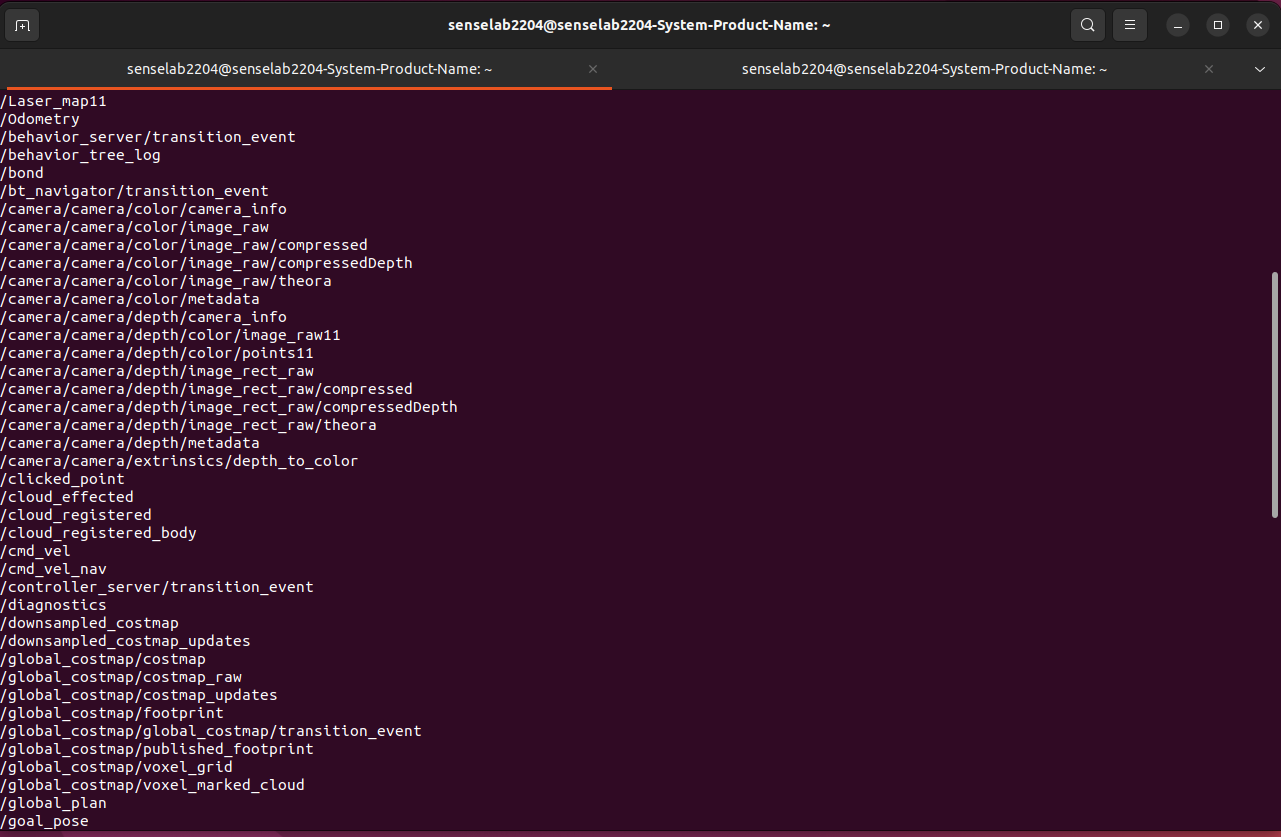 senselab2204@senselab2204-System-Product-Name: ~
senselab2204@senselab2204-System-Product-Name: ~
senselab2204@senselab2204-System-Product-Name: ~
/Laser_map11
/Odometry
/behavior_server/transition_event
/behavior_tree_log
/bond
/bt_navigator/transition_event
/camera/camera/color/camera_info
/camera/camera/color/image_raw
/camera/camera/color/image_raw/compressed
/camera/camera/color/image_raw/compressedDepth
/camera/camera/color/image_raw/theora
/camera/camera/color/metadata
/camera/camera/depth/camera_info
/camera/camera/depth/color/image_raw11
/camera/camera/depth/color/points11
/camera/camera/depth/image_rect_raw
/camera/camera/depth/image_rect_raw/compressed
/camera/camera/depth/image_rect_raw/compressedDepth
/camera/camera/depth/image_rect_raw/theora
/camera/camera/depth/metadata
/camera/camera/extrinsics/depth_to_color
/clicked_point
/cloud_effected
/cloud_registered
/cloud_registered_body
/cmd_vel
/cmd_vel_nav
/controller_server/transition_event
/diagnostics
/downsampled_costmap
/downsampled_costmap_updates
/global_costmap/costmap
/global_costmap/costmap_raw
/global_costmap/costmap_updates
/global_costmap/footprint
/global_costmap/global_costmap/transition_event
/global_costmap/published_footprint
/global_costmap/voxel_grid
/global_costmap/voxel_marked_cloud
/global_plan
/goal_pose